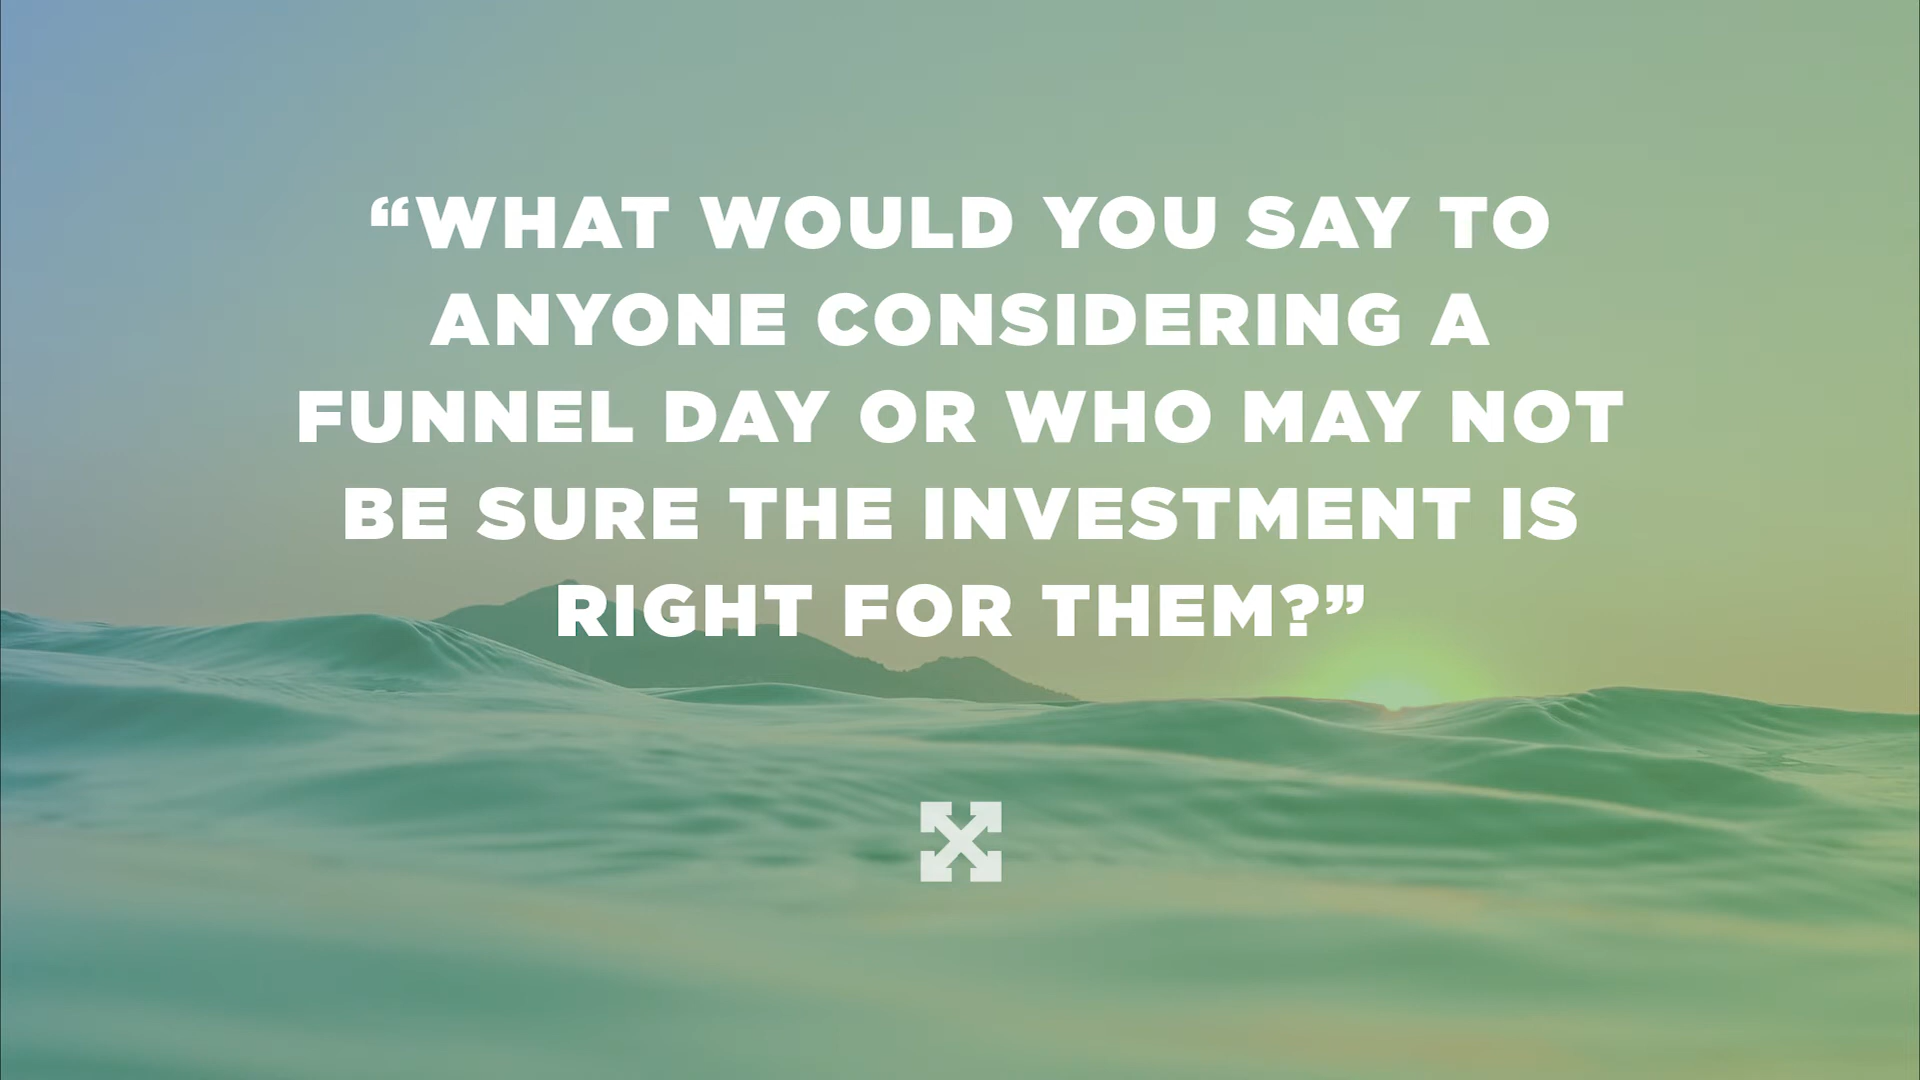 “WHAT WOULD YOU SAY TO
ANYONE CONSIDERING A
FUNNEL DAY OR WHO MAY NOT
BE SURE THE INVESTMENT IS
RIGHT FOR THEM?”